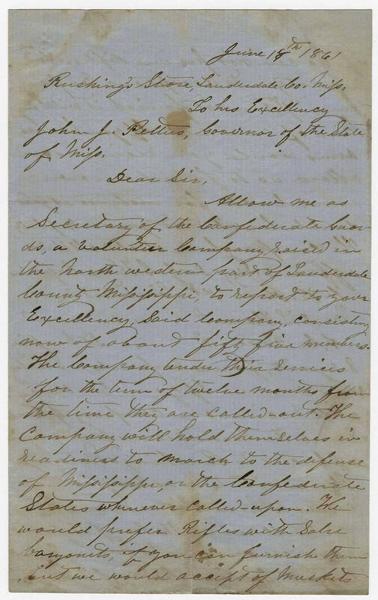 June 18th 1861
Rushing's Store, Lauderdale Co. Miss.
To his Excellency
John J. Pettus, Governor of the State
of Miss.
Dear Sir,
Allow me as
Secretary of the Confederate Guar-
ds, a volunteer Company raised in
the North western part of Lauderdale
County Mississippi to report to your
Excellency, Said Company, consisting
now of about fifty five members.
The Company tender their services
for the term of twelve months from
the time they are called-out. The
Company will hold themselves in
readiness to march to the defense
of Mississippi, or the Confederate
States whenever called-upon. The
would prefer Rifles with Sabre
bayonets, if you can furnish them
but we would accept of Muskets